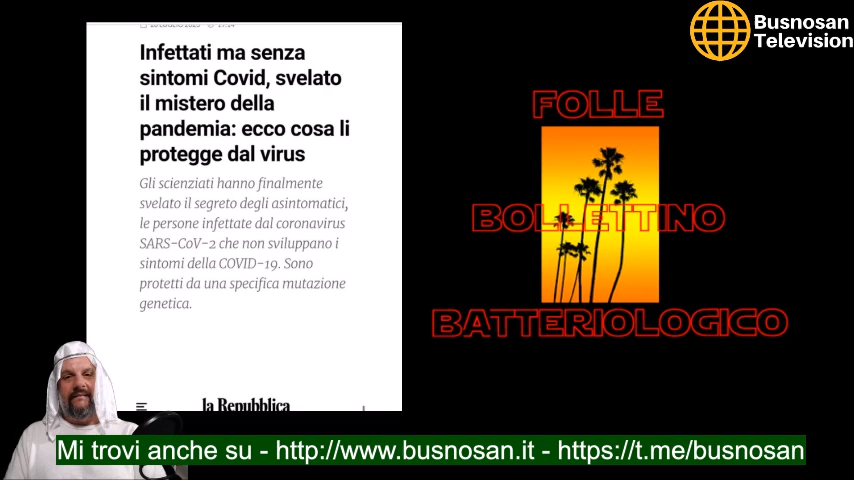 Infettati ma senza
sintomi Covid, svelato
il mistero della
pandemia: ecco cosa li
protegge dal virus
Gli scienziati hanno finalmente
svelato il segreto degli asintomatici,
le persone infettate dal coronavirus
SARS-CoV-2 che non sviluppano i
sintomi della COVID-19. Sono
protetti da una specifica mutazione
genetica.
la Repubblica
Busnosan
Television
FOLLE
BOLLETTINO
BATTERIOLOGICO
Mi trovi anche su - http://www.busnosan.it - https://t.me/busnosan